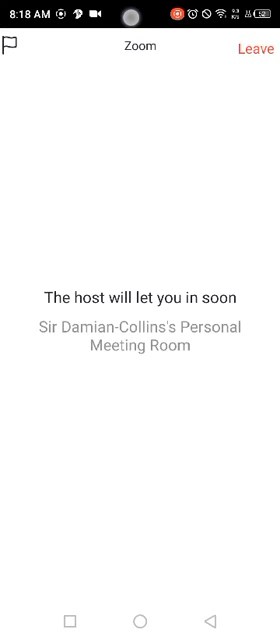 8:18 AM
Zoom
Leave
The host will let you in soon
Sir Damian-Collins's Personal
Meeting Room